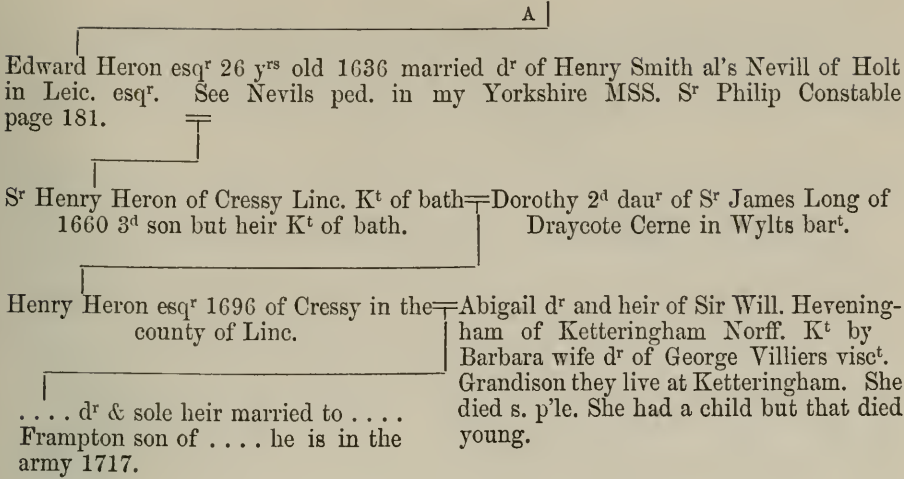 A
Edward Heron esqʳ 26 yʳˢ old 1636 married dʳ of Henry Smith al's Nevill of Holt
in Leic. esqʳ. See Nevils ped. in my Yorkshire MSS. Sʳ Philip Constable
page 181.
Sʳ Henry Heron of Cressy Linc. Kᵗ of bath
1660 3ᵈ son but heir Kᵗ of bath.
Dorothy 2ᵈ dauʳ of Sʳ James Long of
Draycote Cerne in Wylts barᵗ.
Henry Heron esqʳ 1696 of Cressy in the
county of Linc.
Abigail dʳ and heir of Sir Will. Hevening-
ham of Ketteringham Norff. Kᵗ by
Barbara wife dʳ of George Villiers viscᵗ.
Grandison they live at Ketteringham. She
died s. p'le. She had a child but that died
young.
. . . . dʳ & sole heir married to . . . .
Frampton son of . . . . he is in the
army 1717.